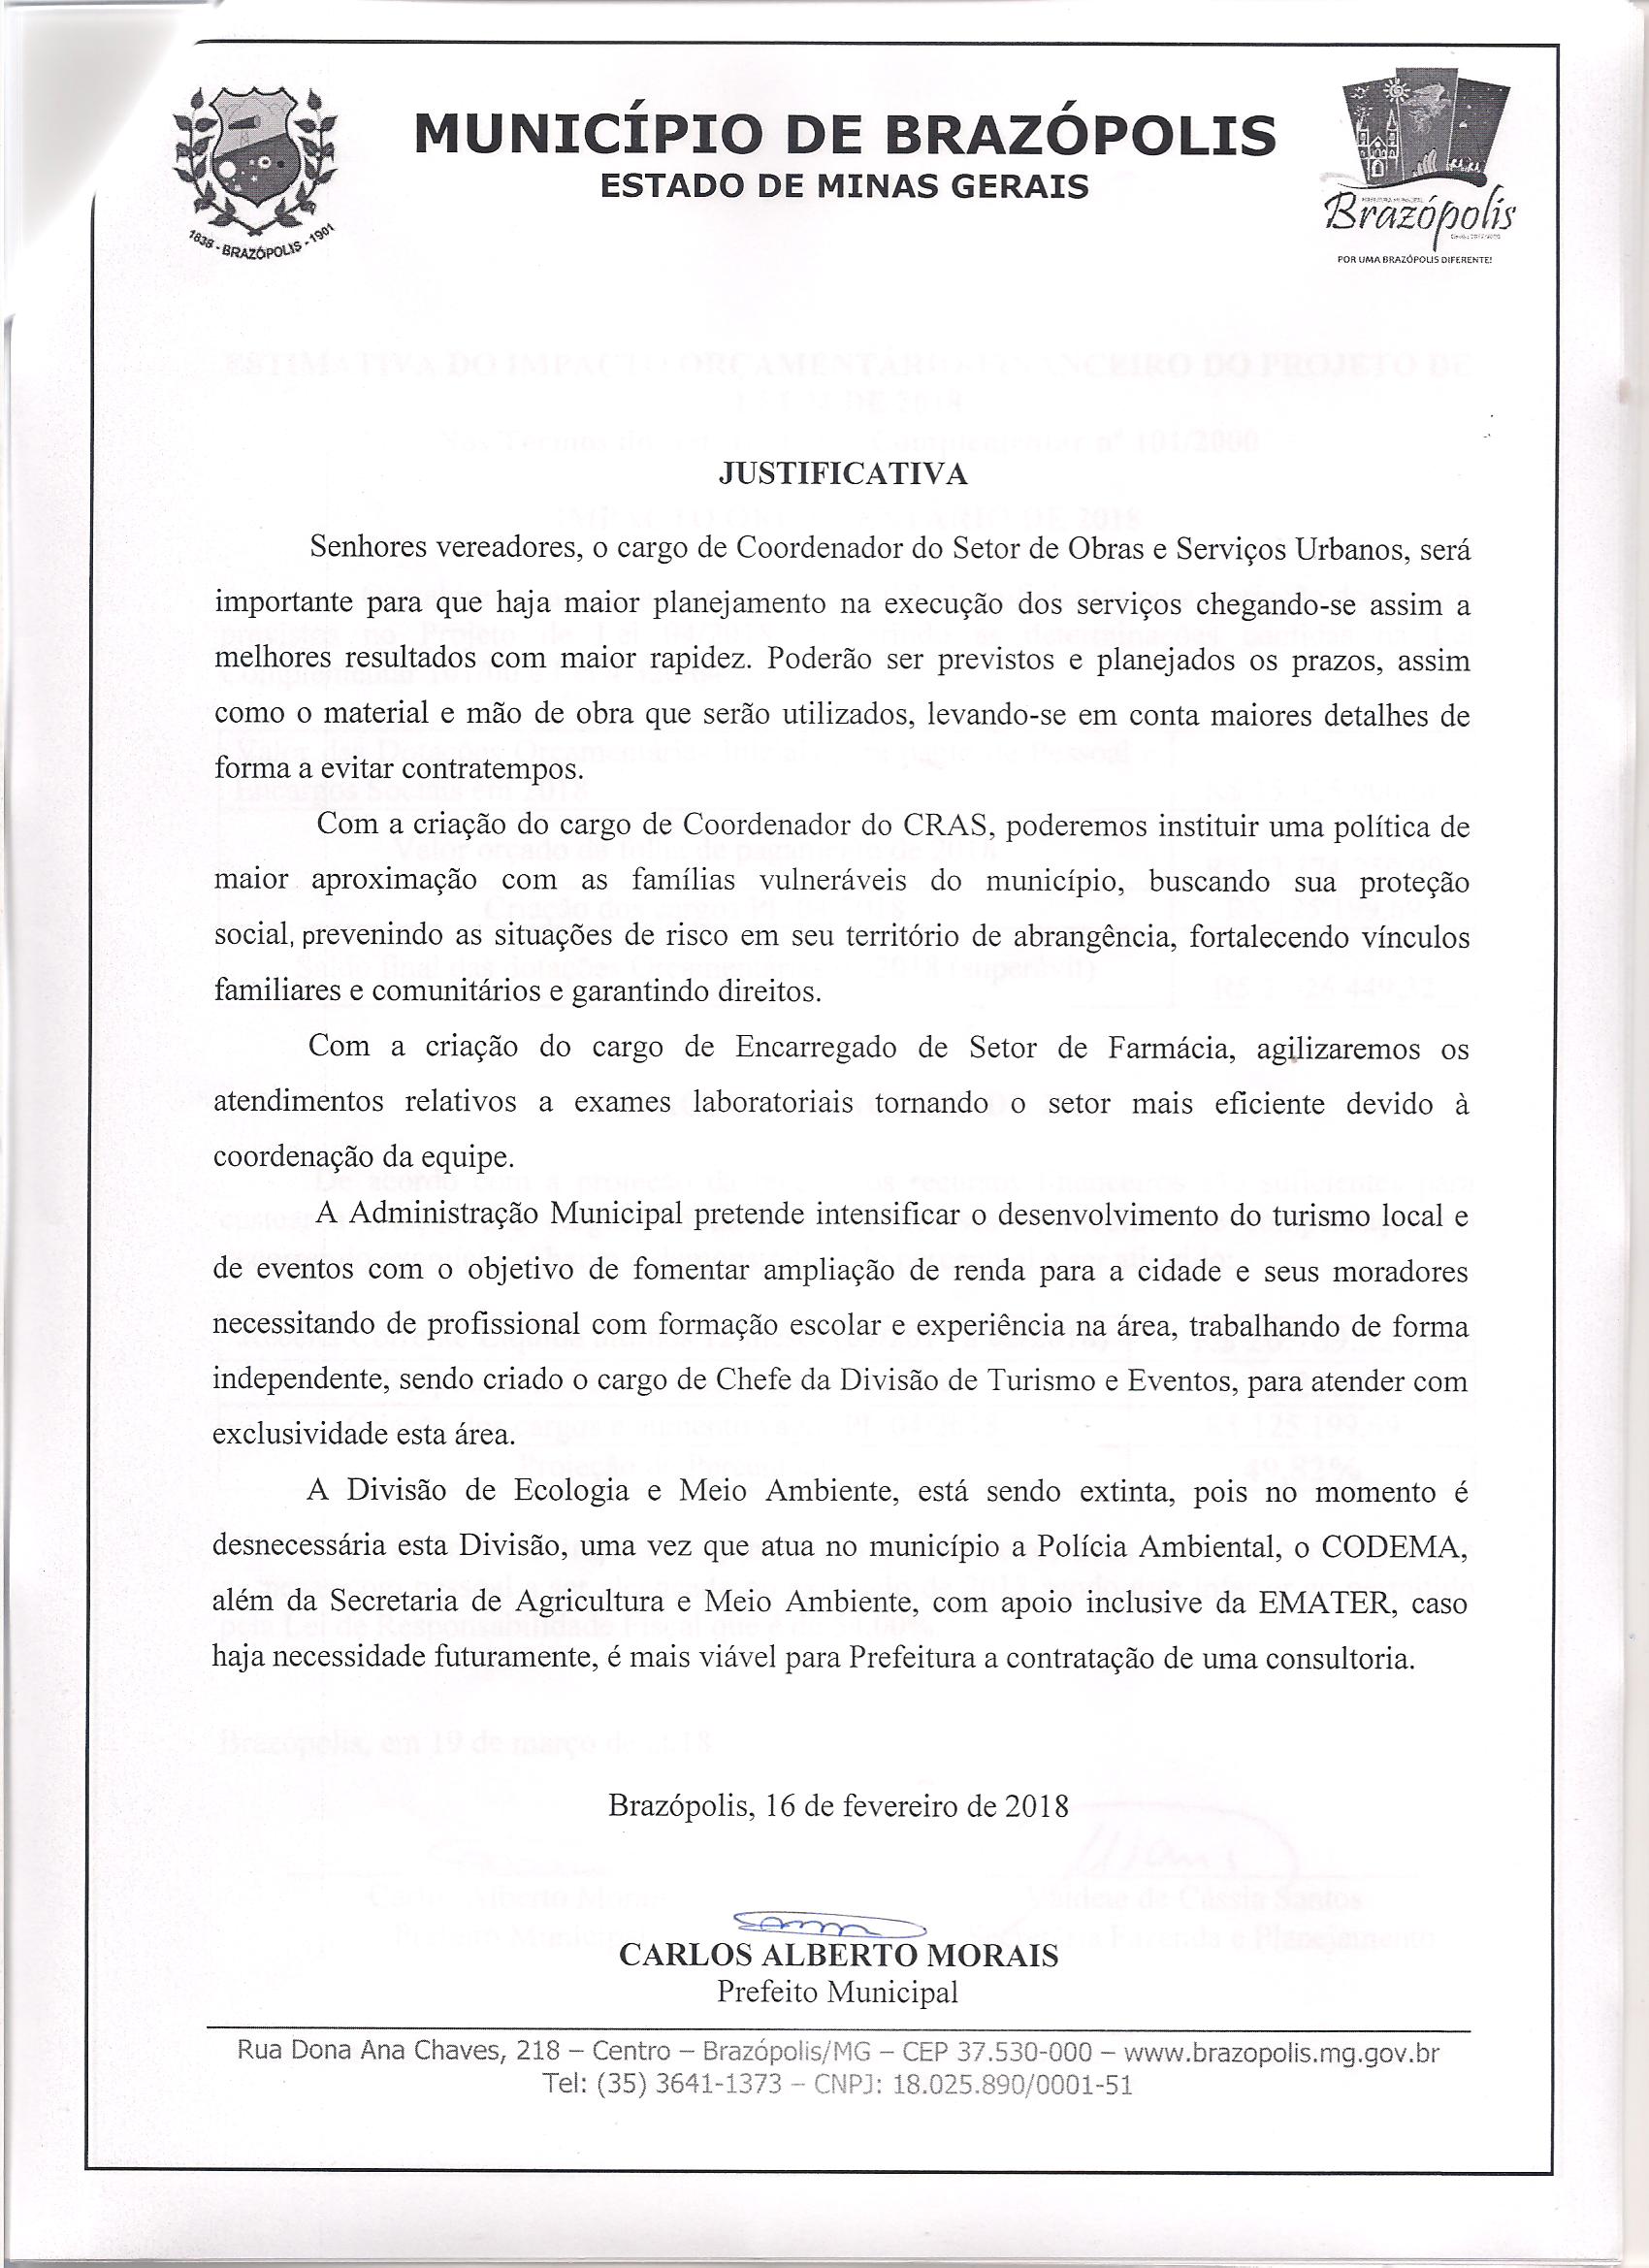 MUNICÍPIO DE BRAZÓPOLIS
ESTADO DE MINAS GERAIS
1838 - BRAZÓPOLIS - 1901
Brazópolis
POR UMA BRAZÓPOLIS DIFERENTE!
JUSTIFICATIVA
Senhores vereadores, o cargo de Coordenador do Setor de Obras e Serviços Urbanos, será
importante para que haja maior planejamento na execução dos serviços chegando-se assim a
melhores resultados com maior rapidez. Poderão ser previstos e planejados os prazos, assim
como o material e mão de obra que serão utilizados, levando-se em conta maiores detalhes de
forma a evitar contratempos.
Com a criação do cargo de Coordenador do CRAS, poderemos instituir uma política de
maior aproximação com as famílias vulneráveis do município, buscando sua proteção
social, prevenindo as situações de risco em seu território de abrangência, fortalecendo vínculos
familiares e comunitários e garantindo direitos.
Com a criação do cargo de Encarregado de Setor de Farmácia, agilizaremos os
atendimentos relativos a exames laboratoriais tornando o setor mais eficiente devido à
coordenação da equipe.
A Administração Municipal pretende intensificar o desenvolvimento do turismo local e
de eventos com o objetivo de fomentar ampliação de renda para a cidade e seus moradores
necessitando de profissional com formação escolar e experiência na área, trabalhando de forma
independente, sendo criado o cargo de Chefe da Divisão de Turismo e Eventos, para atender com
exclusividade esta área.
A Divisão de Ecologia e Meio Ambiente, está sendo extinta, pois no momento é
desnecessária esta Divisão, uma vez que atua no município a Polícia Ambiental, o CODEMA,
além da Secretaria de Agricultura e Meio Ambiente, com apoio inclusive da EMATER, caso
haja necessidade futuramente, é mais viável para Prefeitura a contratação de uma consultoria.
Brazópolis, 16 de fevereiro de 2018
CARLOS ALBERTO MORAIS
Prefeito Municipal
Rua Dona Ana Chaves, 218 – Centro – Brazópolis/MG – CEP 37.530-000 – www.brazopolis.mg.gov.br
Tel: (35) 3641-1373 – CNPJ: 18.025.890/0001-51